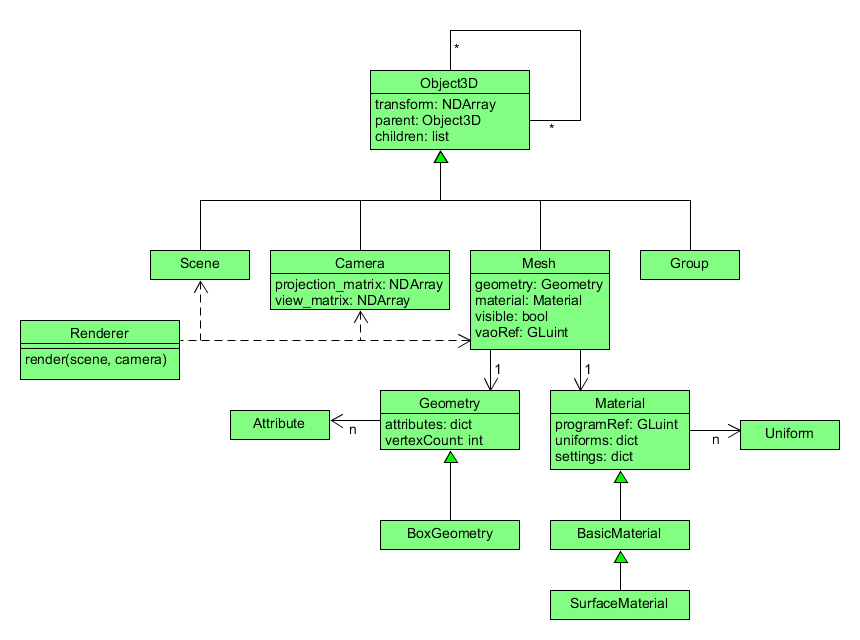 *
Object3D
transform: NDArray
parent: Object3D
children: list
*
Scene
Camera
projection_matrix: NDArray
view_matrix: NDArray
Mesh
geometry: Geometry
material: Material
visible: bool
vaoRef: GLuint
Group
Renderer
render(scene, camera)
1
1
Attribute
n
Geometry
attributes: dict
vertexCount: int
Material
programRef: GLuint
uniforms: dict
settings: dict
n
Uniform
BoxGeometry
BasicMaterial
SurfaceMaterial